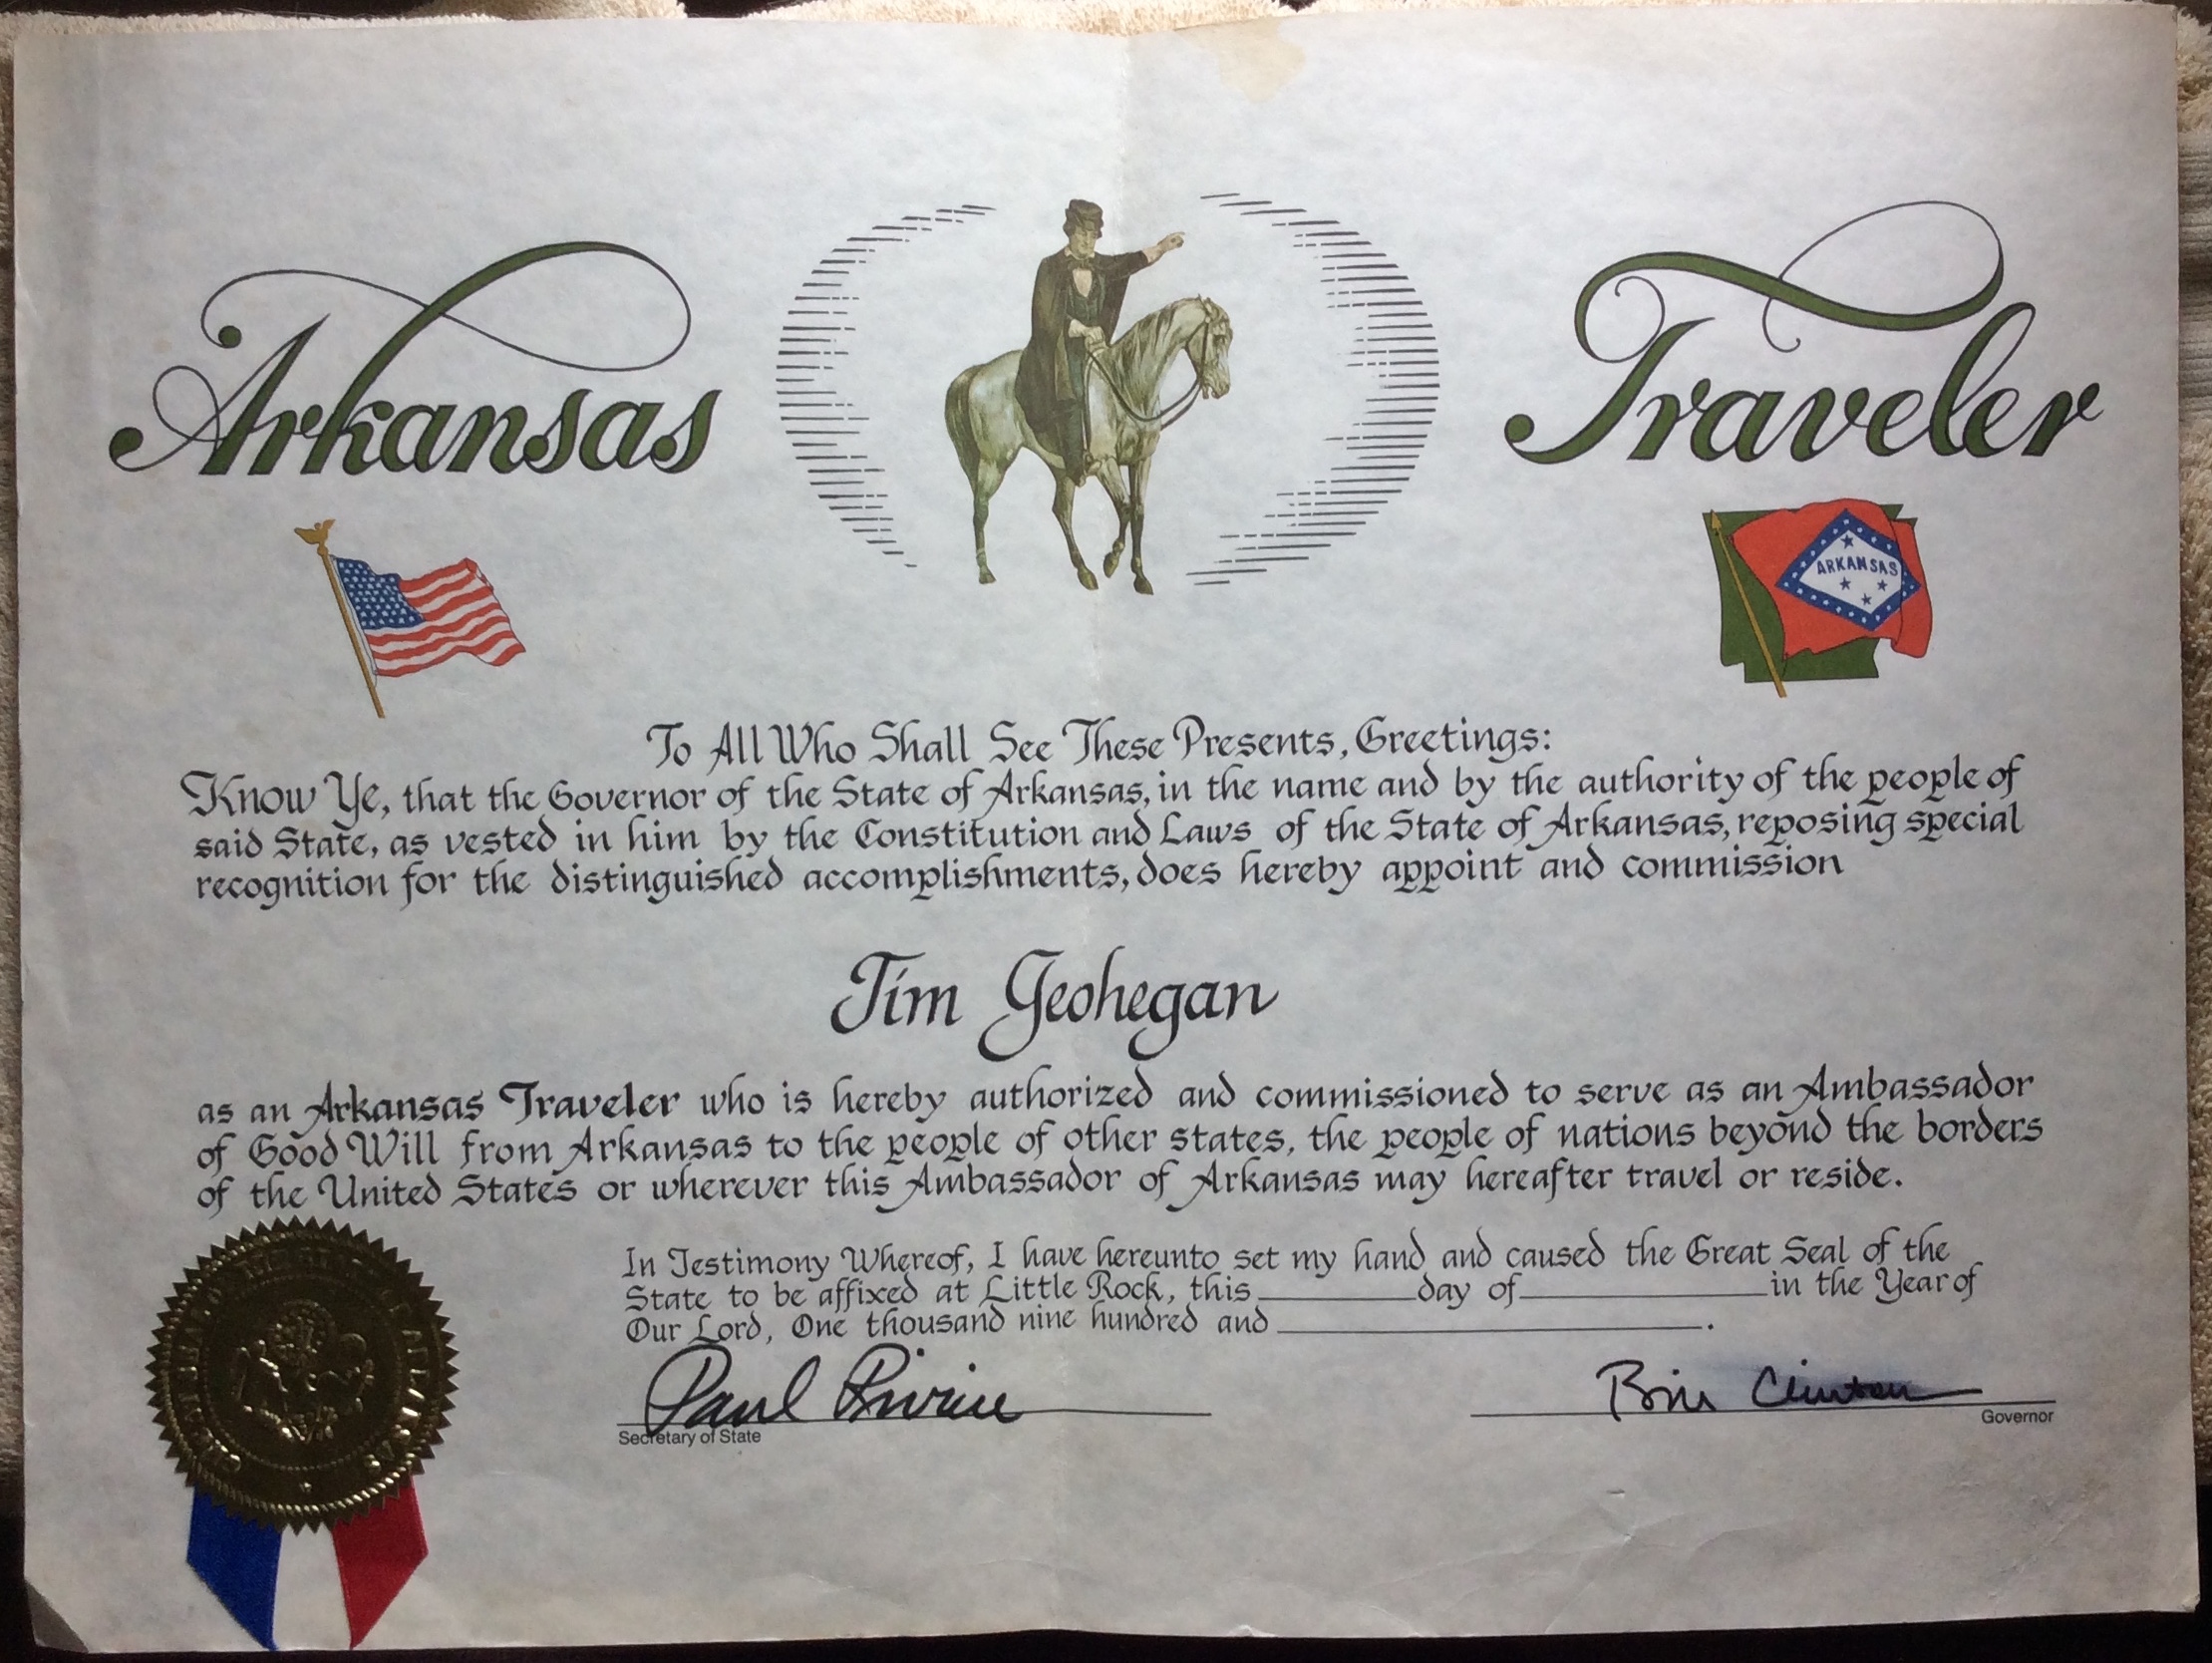 Arkansas Traveler
ARKANSAS
To All Who Shall See These Presents, Greetings:
Know Ye, that the Governor of the State of Arkansas, in the name and by the authority of the people of
said State, as vested in him by the Constitution and Laws of the State of Arkansas, reposing special
recognition for the distinguished accomplishments, does hereby appoint and commission
Tim Geohegan
as an Arkansas Traveler who is hereby authorized and commissioned to serve as an Ambassador
of Good Will from Arkansas to the people of other states, the people of nations beyond the borders
of the United States or wherever this Ambassador of Arkansas may hereafter travel or reside.
In Testimony Whereof, I have hereunto set my hand and caused the Great Seal of the
State to be affixed at Little Rock, this ________ day of ____________ in the Year of
Our Lord, One thousand nine hundred and ____________________.
Paul Riviere
Bill Clinton
Secretary of State
Governor